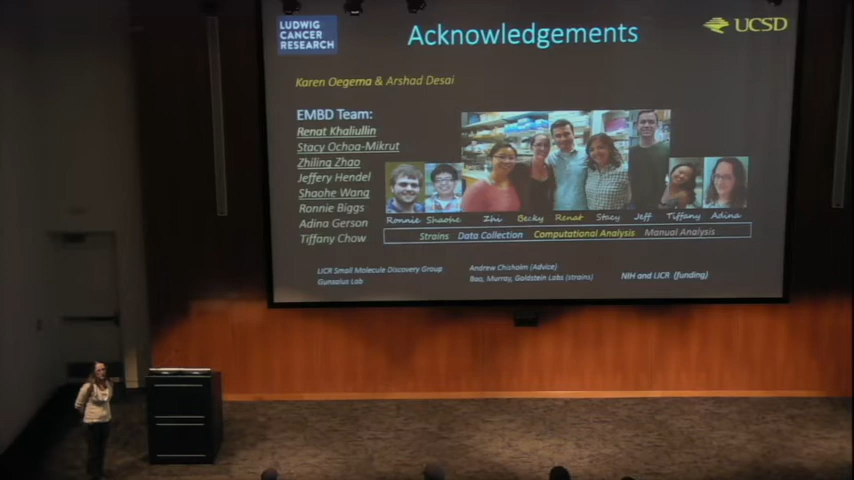 LUDWIG
CANCER
RESEARCH
Acknowledgements
UCSD
Karen Oegema & Arshad Desai
EMBD Team:
Renat Khaliullin
Stacy Ochoa-Mikrut
Zhiling Zhao
Jeffery Hendel
Shaohe Wang
Ronnie Biggs
Adina Gerson
Tiffany Chow
Ronnie Shaohe Zhi Becky Renat Stacy Jeff Tiffany Adina
Strains Data Collection Computational Analysis Manual Analysis
LICR Small Molecule Discovery Group
Gunsalus Lab
Andrew Chisholm (Advice)
Bao, Murray, Goldstein Labs (strains)
NIH and LICR (funding)